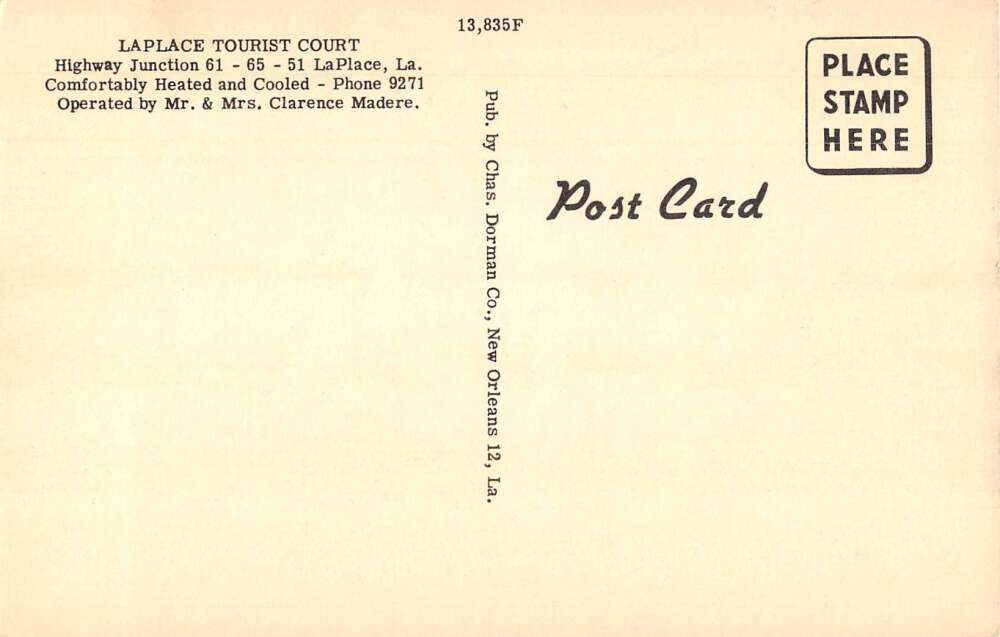 13,835F
LAPLACE TOURIST COURT
Highway Junction 61 - 65 - 51 LaPlace, La.
Comfortably Heated and Cooled - Phone 9271
Operated by Mr. & Mrs. Clarence Madere.
Pub. by Chas. Dorman Co., New Orleans 12, La.
PLACE
STAMP
HERE
Post Card